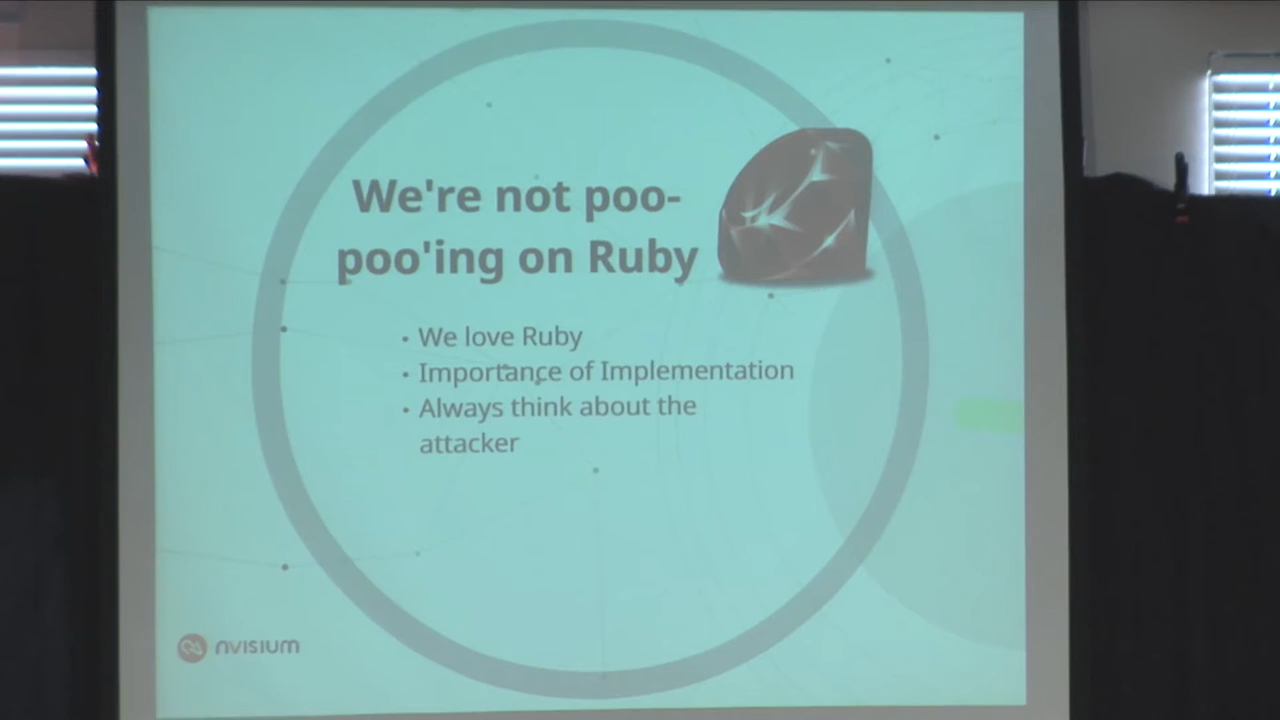 We're not poo-
poo'ing on Ruby
• We love Ruby
• Importance of Implementation
• Always think about the
attacker
nvisium